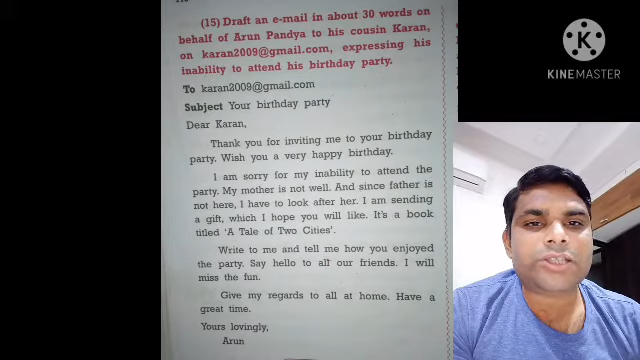 (15) Draft an e-mail in about 30 words on
behalf of Arun Pandya to his cousin Karan,
on karan2009@gmail.com, expressing his
inability to attend his birthday party.
To karan2009@gmail.com
Subject Your birthday party
Dear Karan,
Thank you for inviting me to your birthday
party. Wish you a very happy birthday.
I am sorry for my inability to attend the
party. My mother is not well. And since father is
not here, I have to look after her. I am sending
a gift, which I hope you will like. It's a book
titled ‘A Tale of Two Cities’.
Write to me and tell me how you enjoyed
the party. Say hello to all our friends. I will
miss the fun.
Give my regards to all at home. Have a
great time.
Yours lovingly,
Arun
K
KINEMASTER